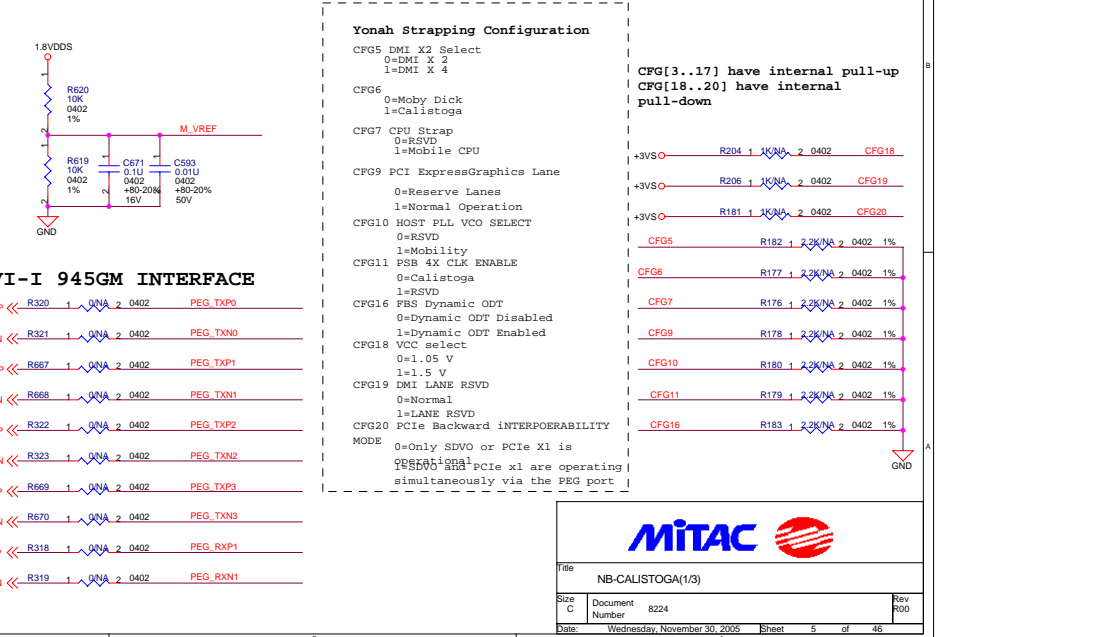 1.8VDDS
1
R620
10K
0402
1%
2
M_VREF
1
R619
10K
0402
1%
2
1
C671
0.1U
0402
+80-20%
16V
2
1
C593
0.01U
0402
+80-20%
50V
2
GND
VI-I 945GM INTERFACE
R320 1 0/NA 2 0402 PEG_TXP0
R321 1 0/NA 2 0402 PEG_TXN0
R667 1 0/NA 2 0402 PEG_TXP1
R668 1 0/NA 2 0402 PEG_TXN1
R322 1 0/NA 2 0402 PEG_TXP2
R323 1 0/NA 2 0402 PEG_TXN2
R669 1 0/NA 2 0402 PEG_TXP3
R670 1 0/NA 2 0402 PEG_TXN3
R318 1 0/NA 2 0402 PEG_RXP1
R319 1 0/NA 2 0402 PEG_RXN1
Yonah Strapping Configuration
CFG5 DMI X2 Select
0=DMI X 2
1=DMI X 4
CFG6
0=Moby Dick
1=Calistoga
CFG7 CPU Strap
0=RSVD
1=Mobile CPU
CFG9 PCI ExpressGraphics Lane
0=Reserve Lanes
1=Normal Operation
CFG10 HOST PLL VCO SELECT
0=RSVD
1=Mobility
CFG11 PSB 4X CLK ENABLE
0=Calistoga
1=RSVD
CFG16 FBS Dynamic ODT
0=Dynamic ODT Disabled
1=Dynamic ODT Enabled
CFG18 VCC select
0=1.05 V
1=1.5 V
CFG19 DMI LANE RSVD
0=Normal
1=LANE RSVD
CFG20 PCIe Backward iNTERPOERABILITY
MODE
0=Only SDVO or PCIe X1 is
operational
1=SDVO and PCIe x1 are operating
simultaneously via the PEG port
CFG[3..17] have internal pull-up
CFG[18..20] have internal
pull-down
+3VS R204 1 1K/NA 2 0402 CFG18
+3VS R206 1 1K/NA 2 0402 CFG19
+3VS R181 1 1K/NA 2 0402 CFG20
CFG5 R182 1 2.2K/NA 2 0402 1%
CFG6 R177 1 2.2K/NA 2 0402 1%
CFG7 R176 1 2.2K/NA 2 0402 1%
CFG9 R178 1 2.2K/NA 2 0402 1%
CFG10 R180 1 2.2K/NA 2 0402 1%
CFG11 R179 1 2.2K/NA 2 0402 1%
CFG16 R183 1 2.2K/NA 2 0402 1%
GND
B
A
MiTAC
Title
NB-CALISTOGA(1/3)
Size
C
Document
Number
8224
Rev
R00
Date: Wednesday, November 30, 2005 Sheet 5 of 46